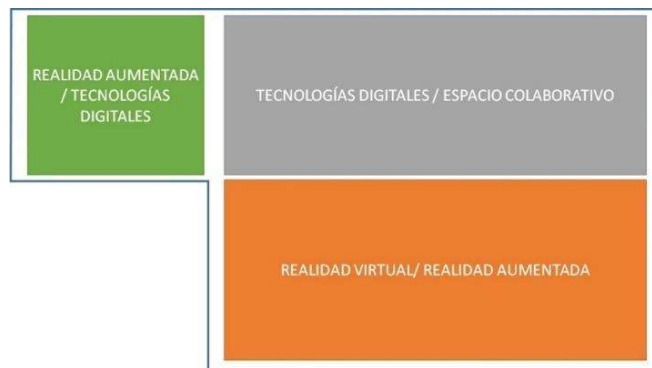 REALIDAD AUMENTADA
/ TECNOLOGÍAS
DIGITALES
TECNOLOGÍAS DIGITALES / ESPACIO COLABORATIVO
REALIDAD VIRTUAL/ REALIDAD AUMENTADA